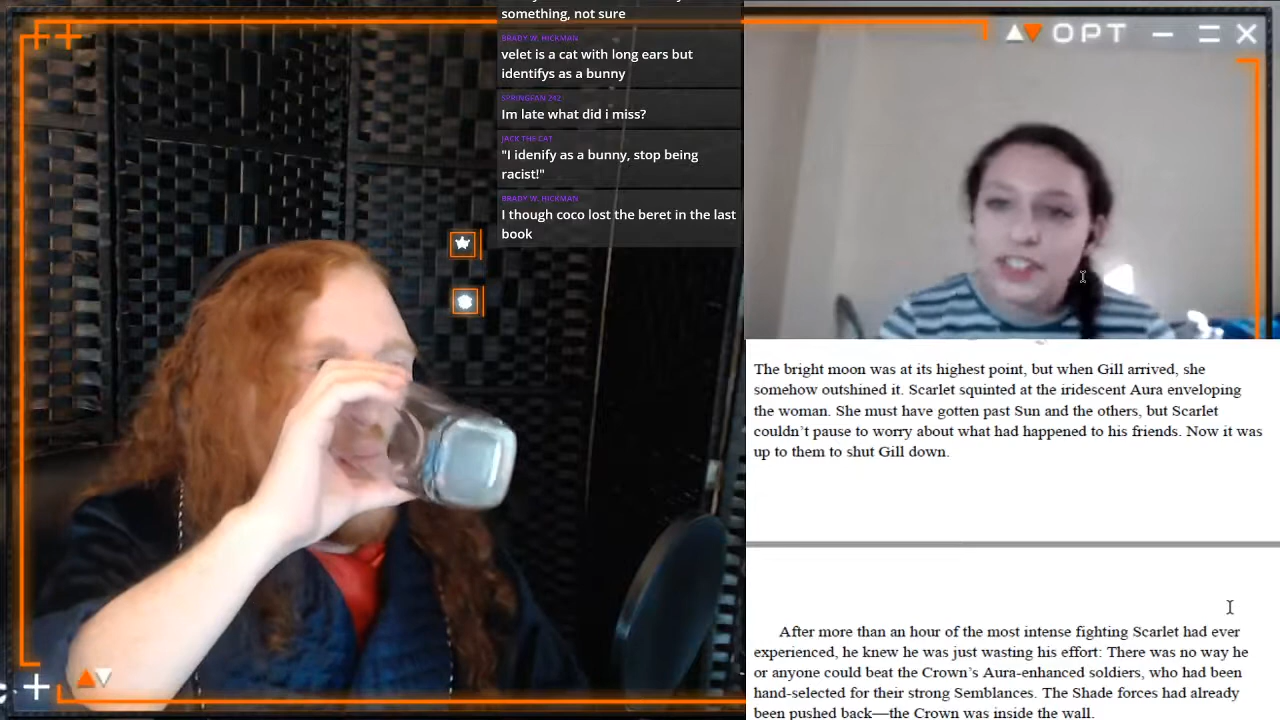 something, not sure
BRADY W. HICKMAN
velet is a cat with long ears but
identifys as a bunny
SPRINGFAN 242
Im late what did i miss?
JACK THE CAT
"I idenify as a bunny, stop being
racist!"
BRADY W. HICKMAN
I though coco lost the beret in the last
book
OPT
The bright moon was at its highest point, but when Gill arrived, she
somehow outshined it. Scarlet squinted at the iridescent Aura enveloping
the woman. She must have gotten past Sun and the others, but Scarlet
couldn’t pause to worry about what had happened to his friends. Now it was
up to them to shut Gill down.
After more than an hour of the most intense fighting Scarlet had ever
experienced, he knew he was just wasting his effort: There was no way he
or anyone could beat the Crown’s Aura-enhanced soldiers, who had been
hand-selected for their strong Semblances. The Shade forces had already
been pushed back—the Crown was inside the wall.